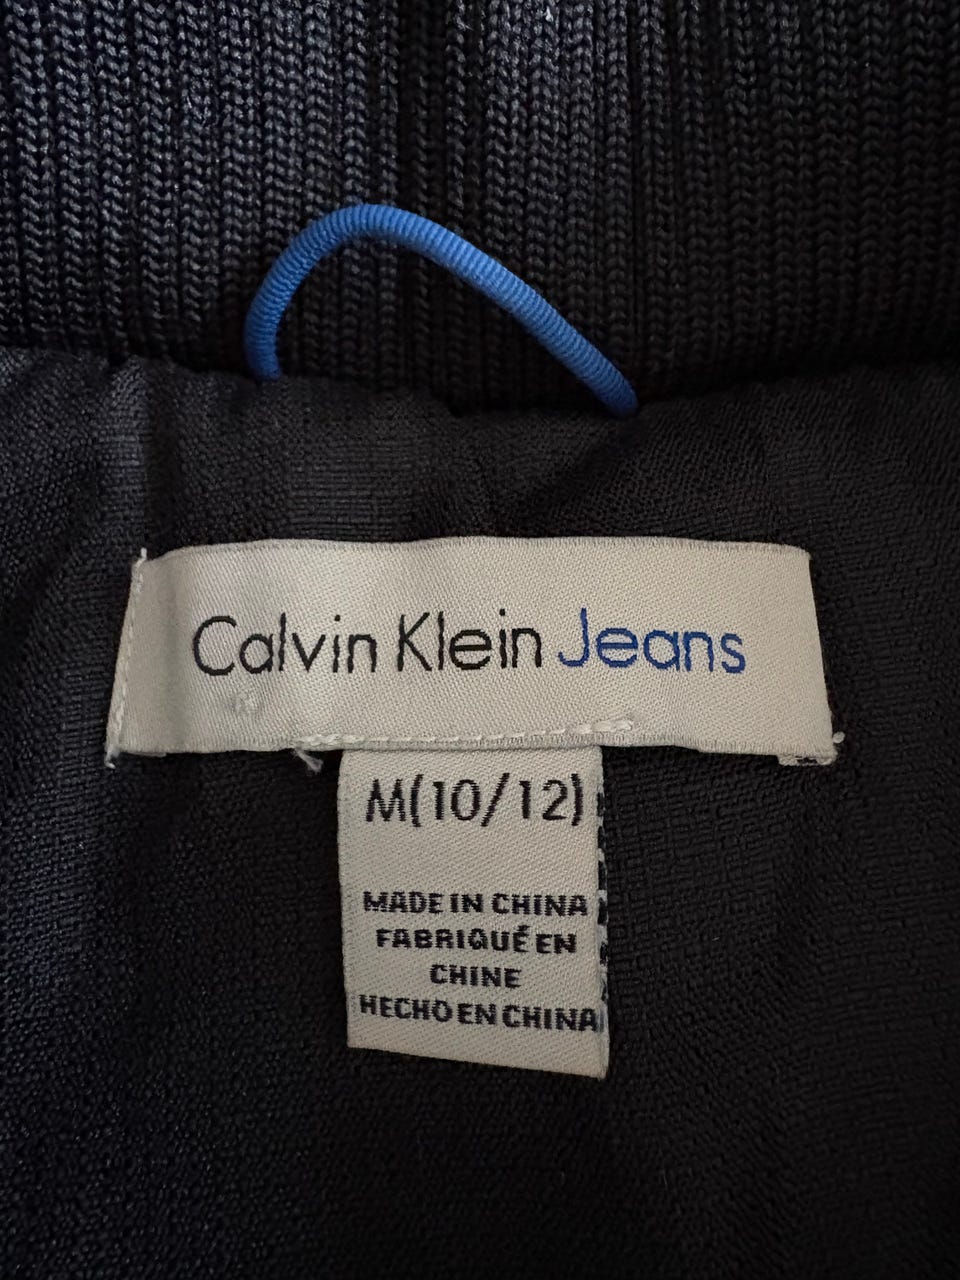 Calvin Klein Jeans
M(10/12)
MADE IN CHINA
FABRIQUÉ EN
CHINE
HECHO EN CHINA